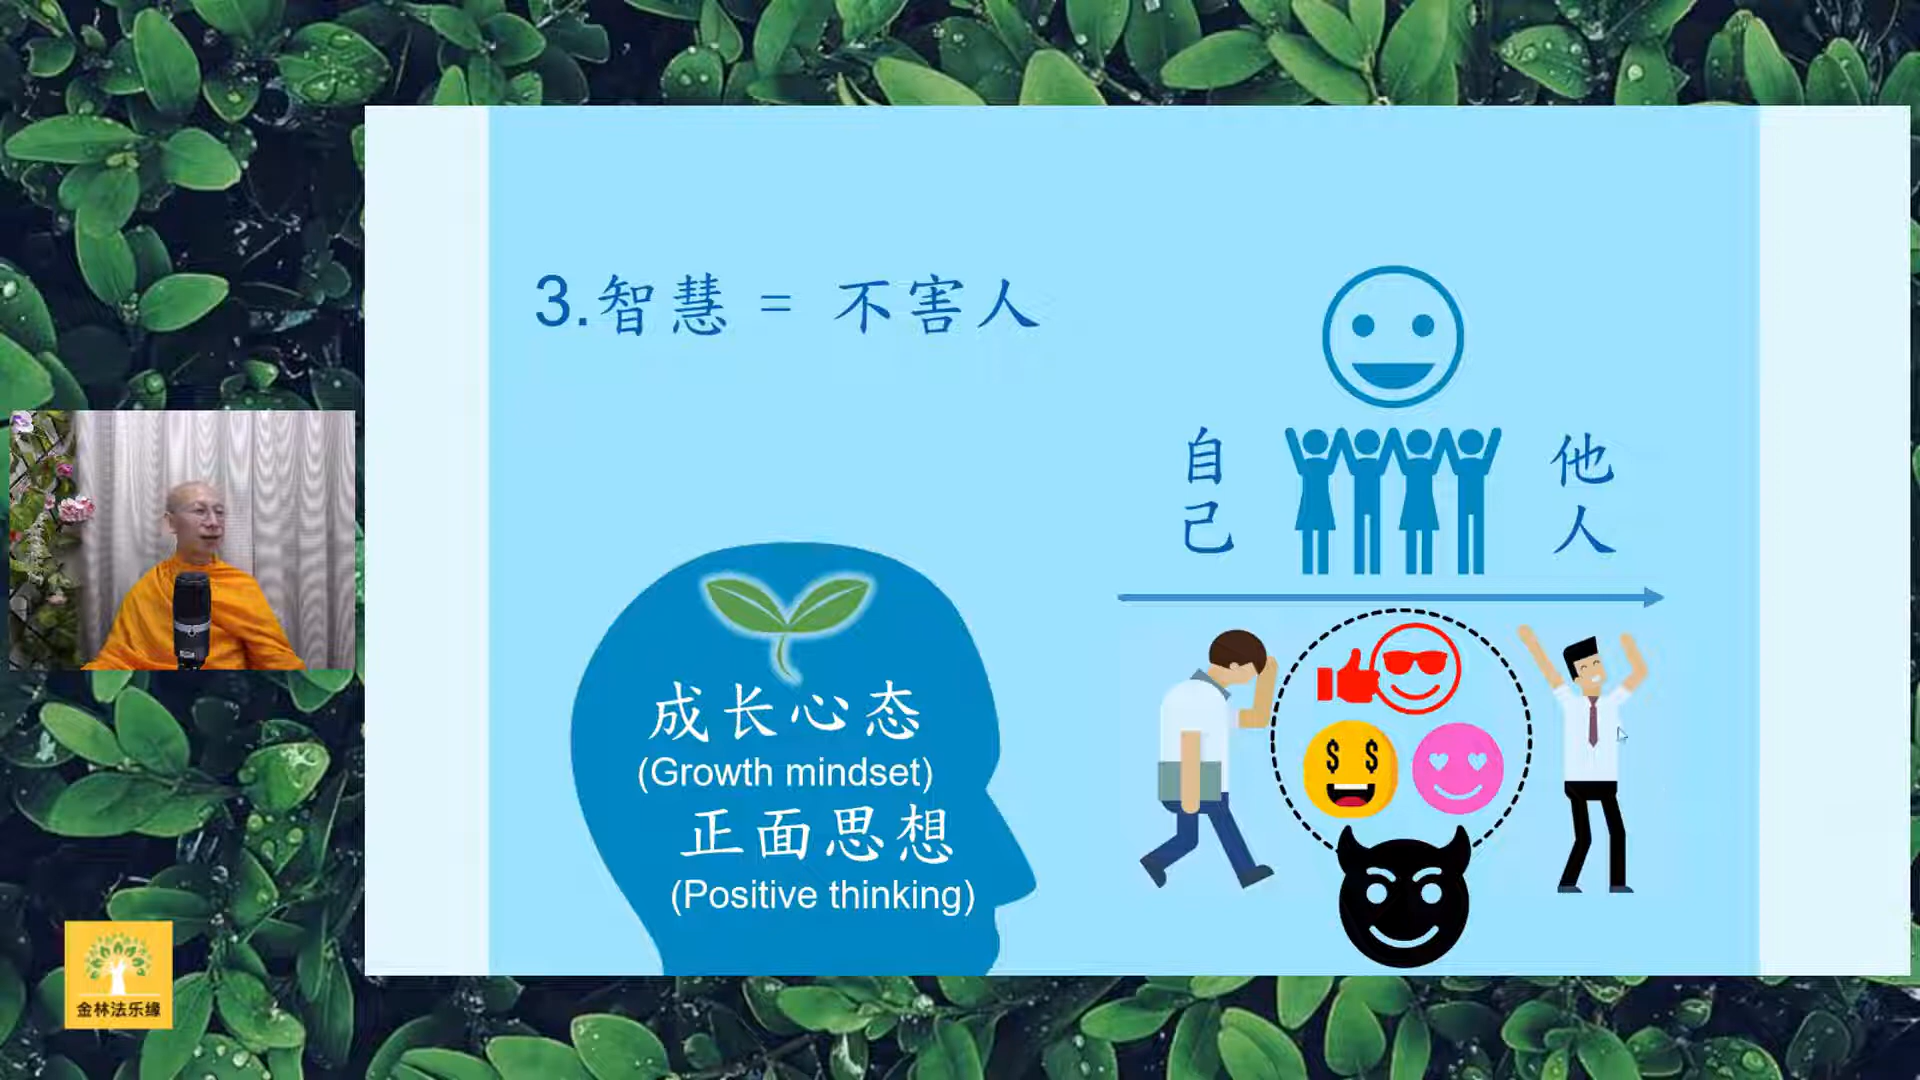 3.智慧 = 不害人
自己
他人
成长心态
(Growth mindset)
正面思想
(Positive thinking)
$ $
金林法乐缘